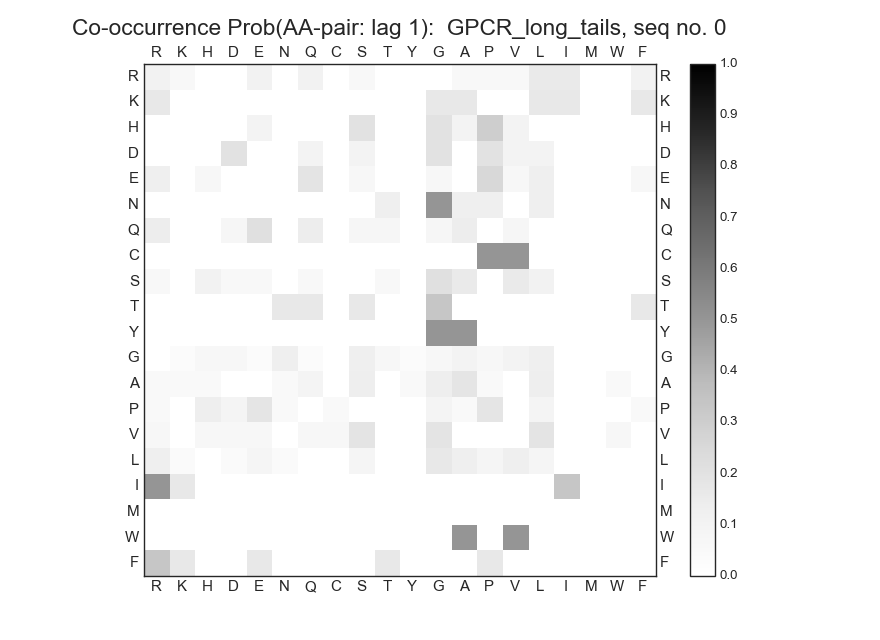 Co-occurrence Prob(AA-pair: lag 1):  GPCR_long_tails, seq no. 0
R K H D E N Q C S T Y G A P V L I M W F
1.0
R R
0.9
K K
H H
0.8
D D
E E
0.7
N N
Q Q
0.6
C C
S S
0.5
T T
Y Y
0.4
G G
A A
0.3
P P
V V
0.2
L L
I I
0.1
M M
W W
F F
0.0
R K H D E N Q C S T Y G A P V L I M W F